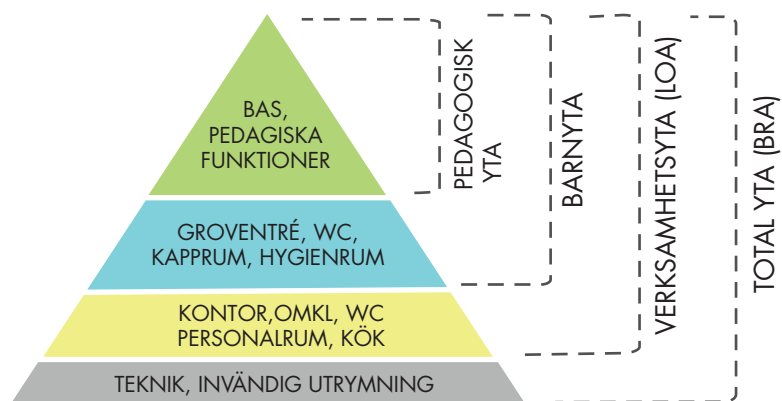 BAS,
PEDAGISKA
FUNKTIONER
GROVENTRÉ, WC,
KAPPRUM, HYGIENRUM
KONTOR,OMKL, WC
PERSONALRUM, KÖK
TEKNIK, INVÄNDIG UTRYMNING
PEDAGOGISK
YTA
BARNYTA
VERKSAMHETSYTA (LOA)
TOTAL YTA (BRA)